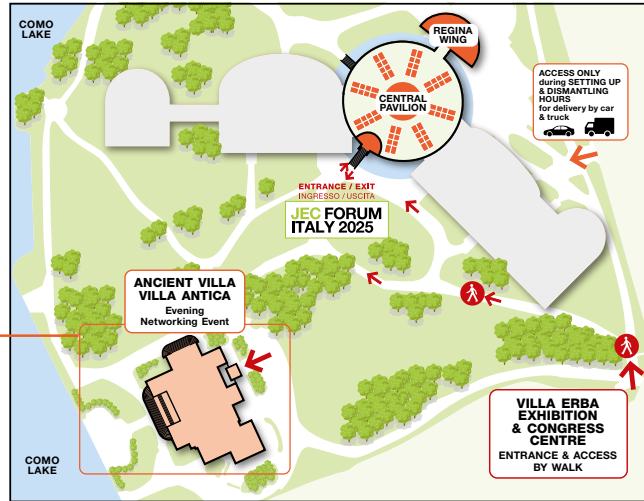 COMO
LAKE
REGINA
WING
CENTRAL
PAVILION
ACCESS ONLY
during SETTING UP
& DISMANTLING
HOURS
for delivery by car
& truck
ENTRANCE / EXIT
INGRESSO / USCITA
JEC FORUM
ITALY 2025
ANCIENT VILLA
VILLA ANTICA
Evening
Networking Event
VILLA ERBA
EXHIBITION
& CONGRESS
CENTRE
ENTRANCE & ACCESS
BY WALK
COMO
LAKE